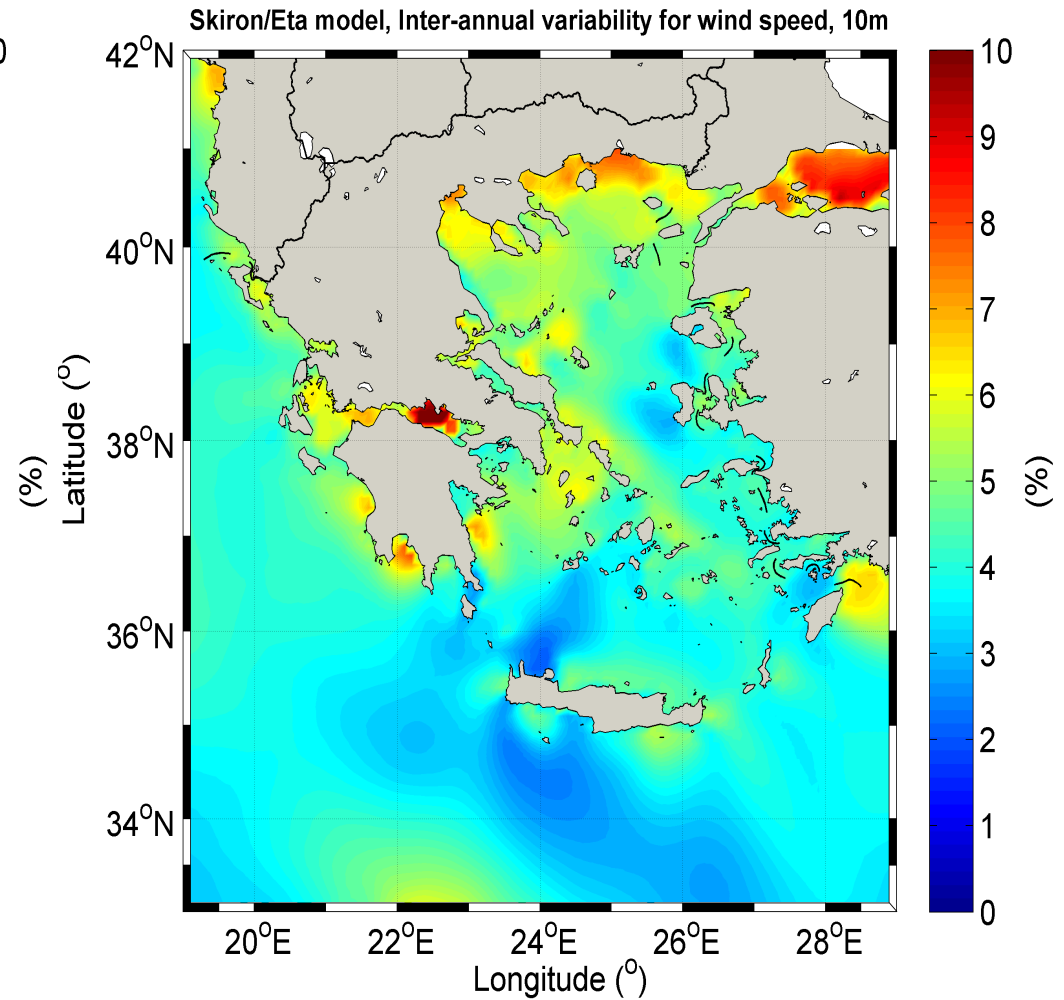 Skiron/Eta model, Inter-annual variability for wind speed, 10m
0
42°N
40°N
38°N
36°N
34°N
(%)
Latitude (°)
20°E
22°E
24°E
26°E
28°E
Longitude (°)
10
9
8
7
6
5
4
3
2
1
0
(%)